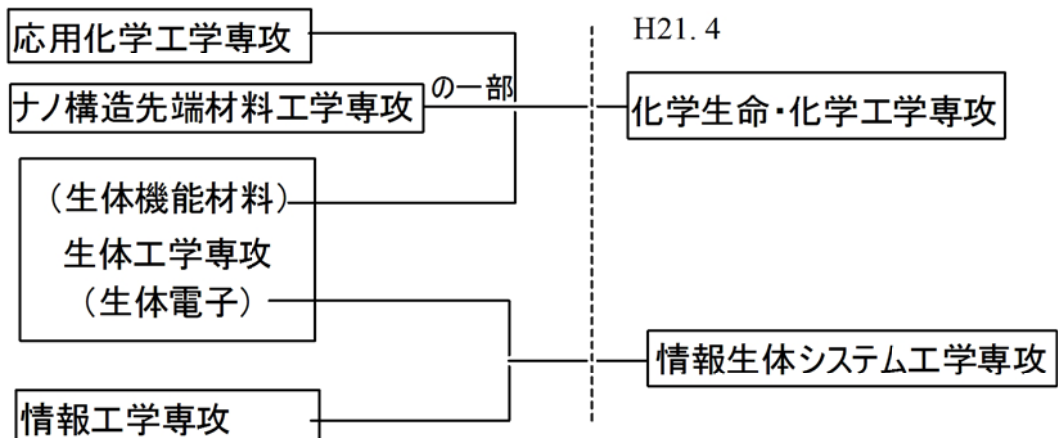 応用化学工学専攻
H21. 4
ナノ構造先端材料工学専攻
の一部
化学生命・化学工学専攻
(生体機能材料)
生体工学専攻
(生体電子)
情報生体システム工学専攻
情報工学専攻